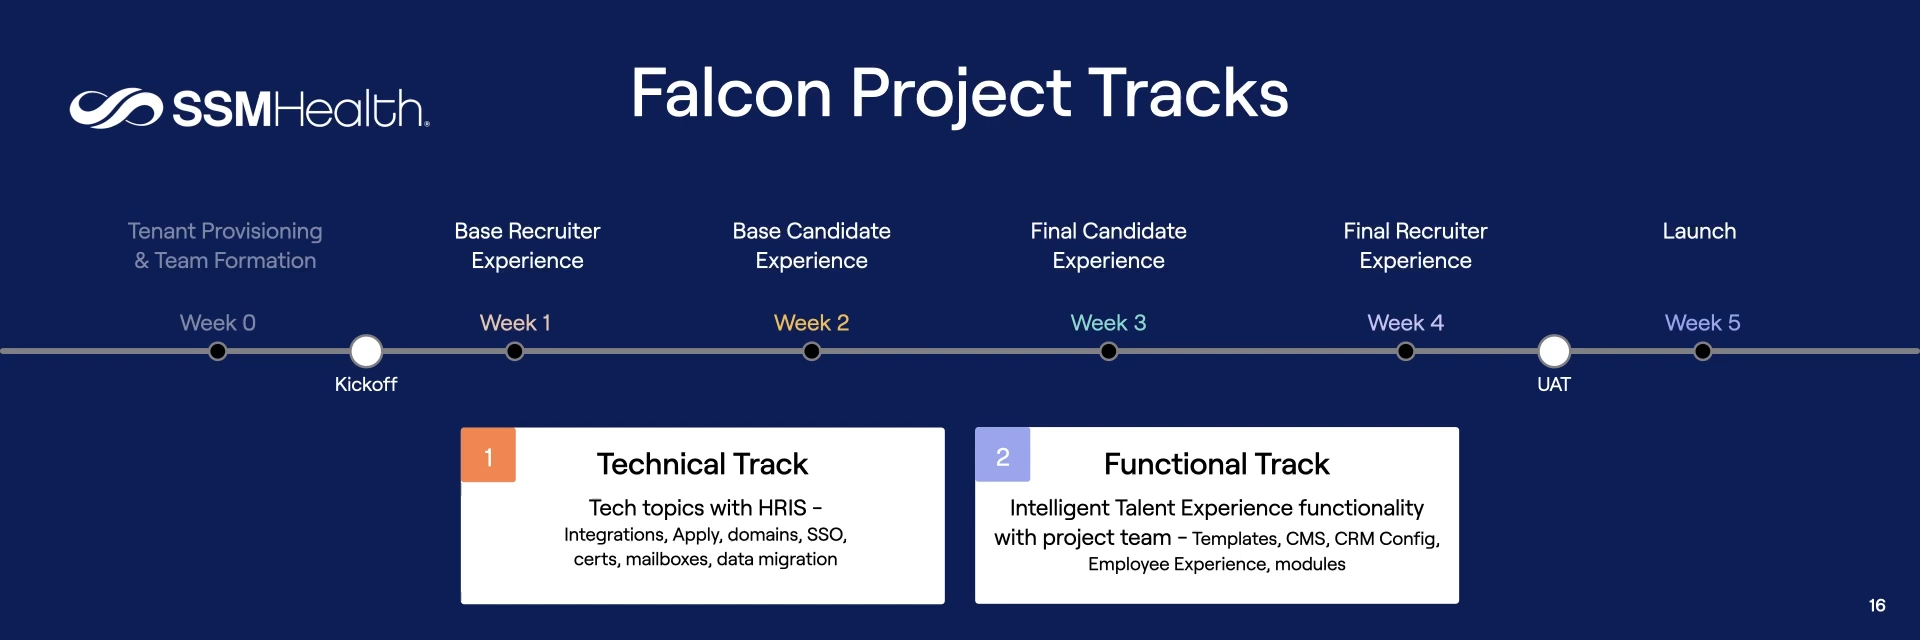 SSMHealth®
Falcon Project Tracks
Tenant Provisioning
& Team Formation
Base Recruiter
Experience
Base Candidate
Experience
Final Candidate
Experience
Final Recruiter
Experience
Launch
Week 0
Week 1
Week 2
Week 3
Week 4
Week 5
Kickoff
UAT
1
Technical Track
Tech topics with HRIS –
Integrations, Apply, domains, SSO,
certs, mailboxes, data migration
2
Functional Track
Intelligent Talent Experience functionality
with project team – Templates, CMS, CRM Config,
Employee Experience, modules
16